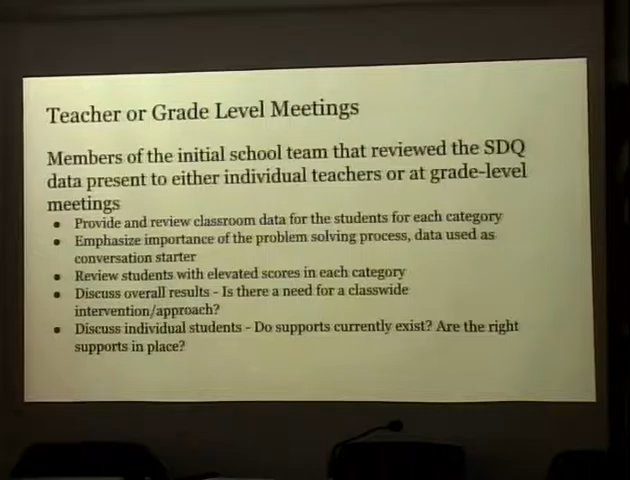 Teacher or Grade Level Meetings
Members of the initial school team that reviewed the SDQ
data present to either individual teachers or at grade-level
meetings
• Provide and review classroom data for the students for each category
• Emphasize importance of the problem solving process, data used as
conversation starter
• Review students with elevated scores in each category
• Discuss overall results - Is there a need for a classwide
intervention/approach?
• Discuss individual students - Do supports currently exist? Are the right
supports in place?